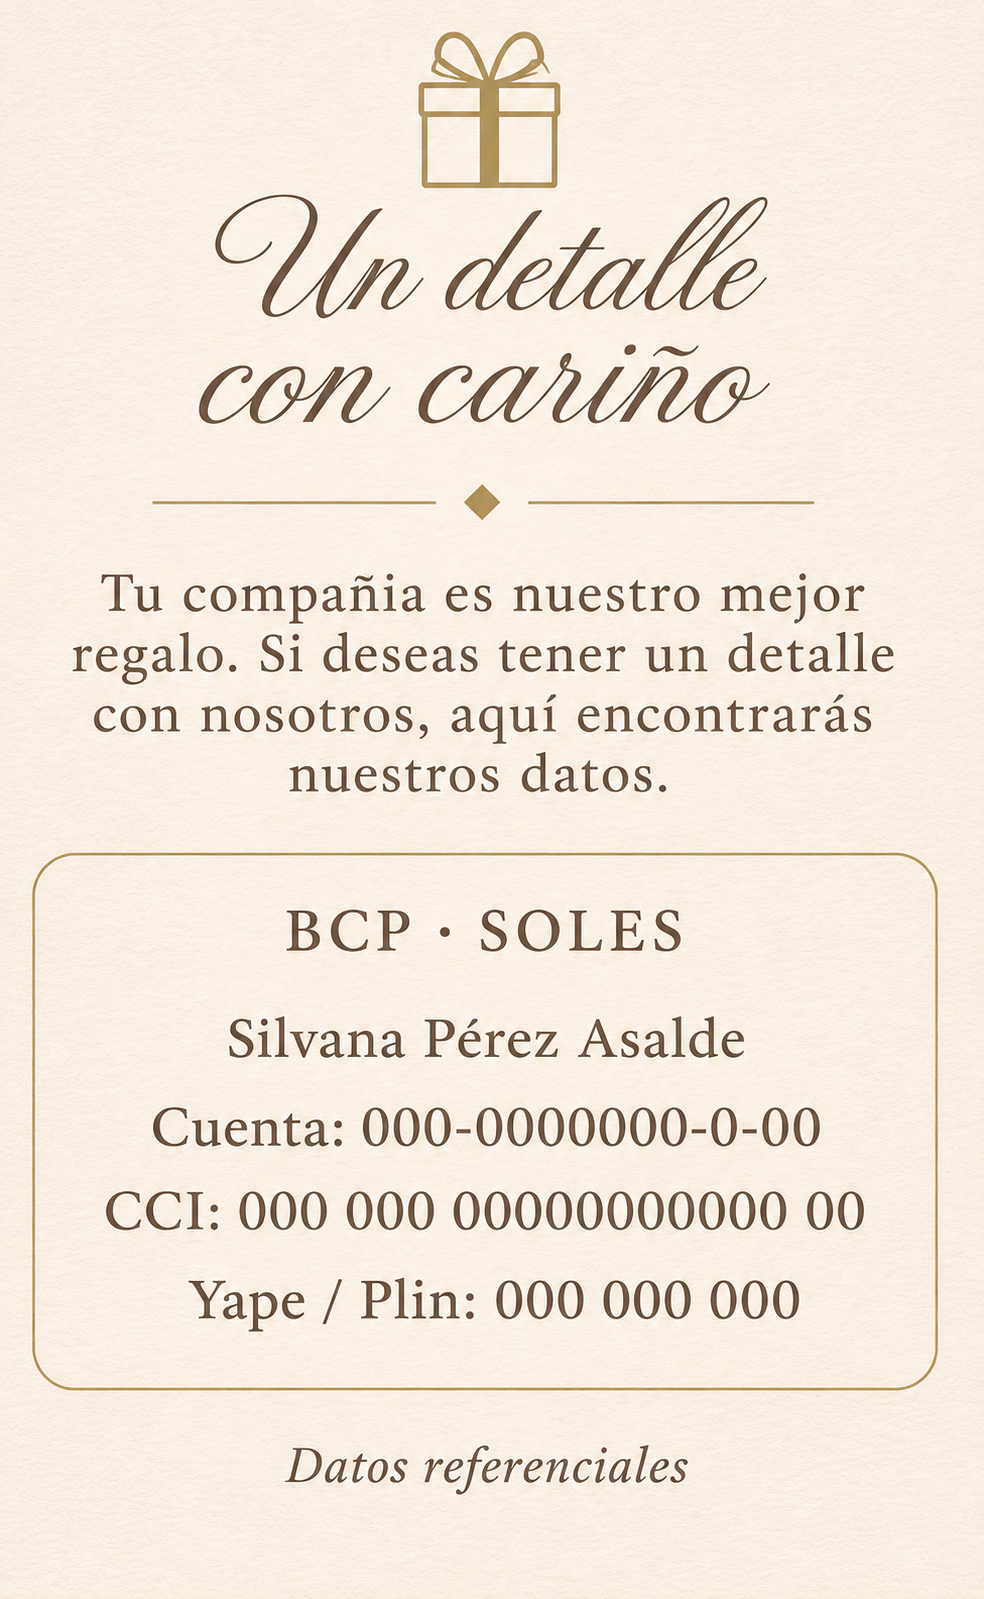 Un detalle
con cariño
Tu compañia es nuestro mejor
regalo. Si deseas tener un detalle
con nosotros, aquí encontrarás
nuestros datos.
BCP · SOLES
Silvana Pérez Asalde
Cuenta: 000-0000000-0-00
CCI: 000 000 000000000000 00
Yape / Plin: 000 000 000
Datos referenciales